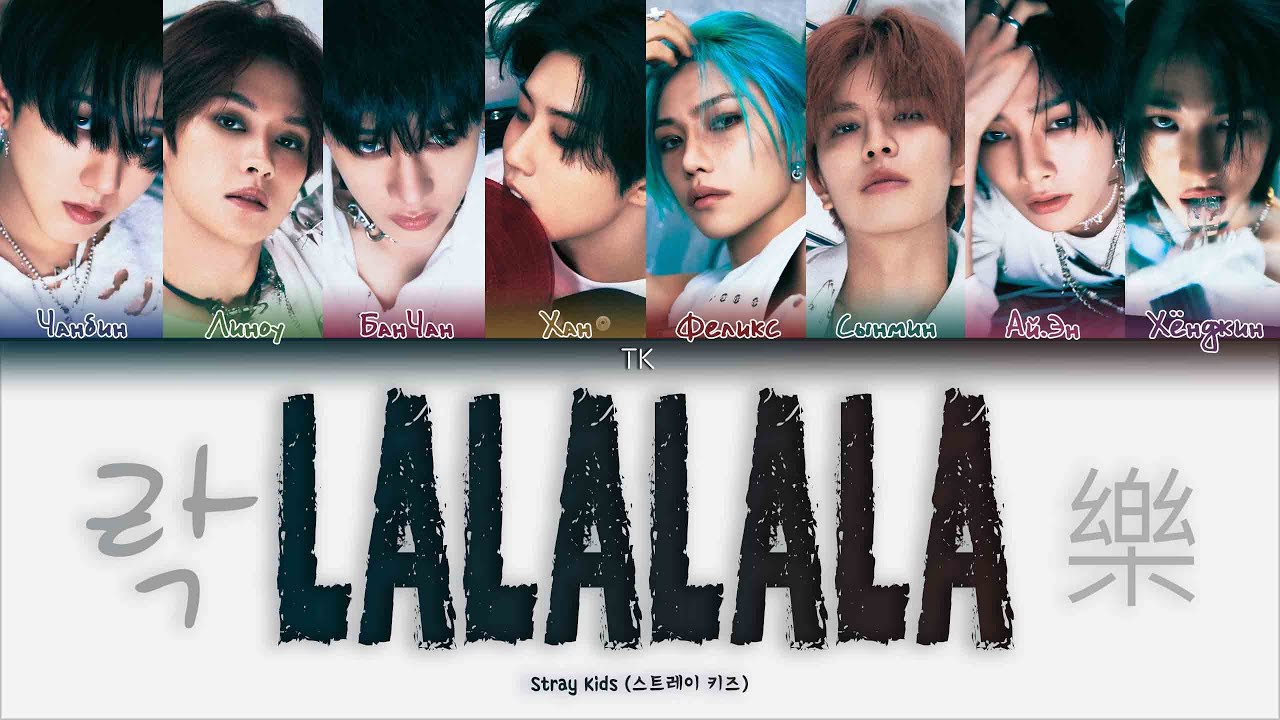 Чанбин Линоу БанЧан Хан Феликс Сынмин Ай.Эн Хёнджин
TK
락 LALALALA 樂
Stray Kids (스트레이 키즈)